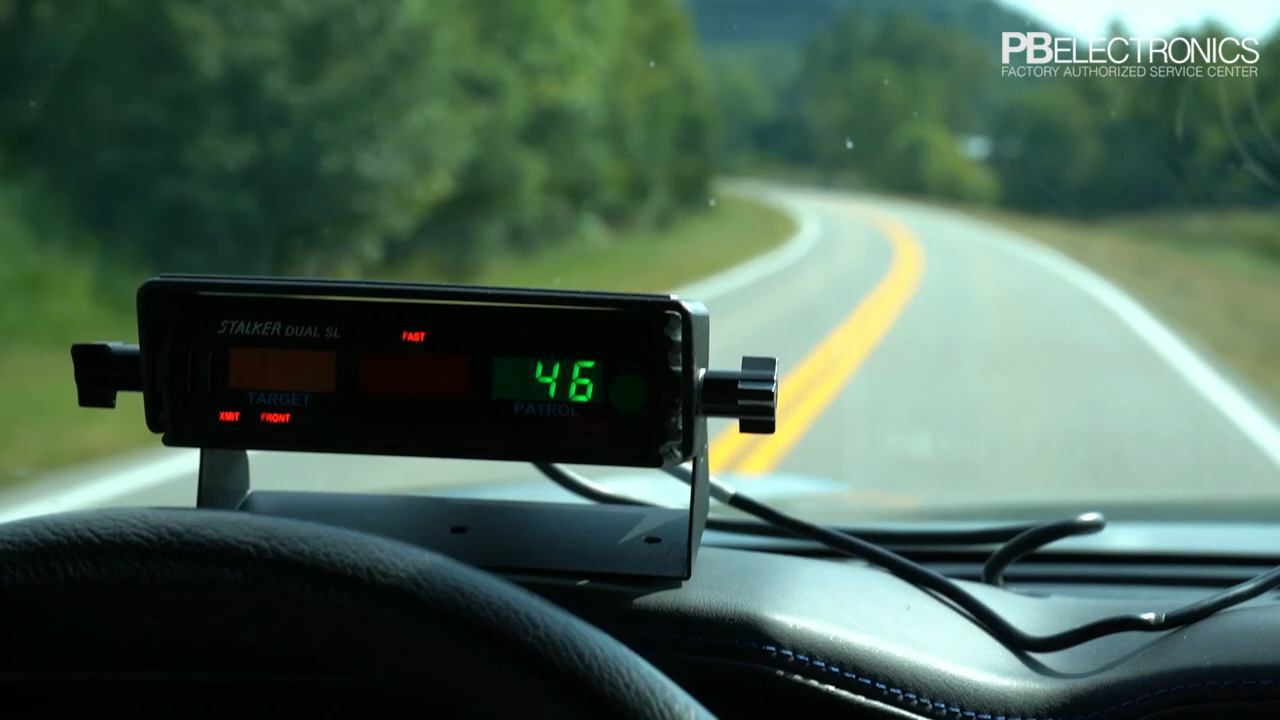 PBELECTRONICS
FACTORY AUTHORIZED SERVICE CENTER
STALKER DUAL SL
FAST
46
TARGET
PATROL
XMIT FRONT